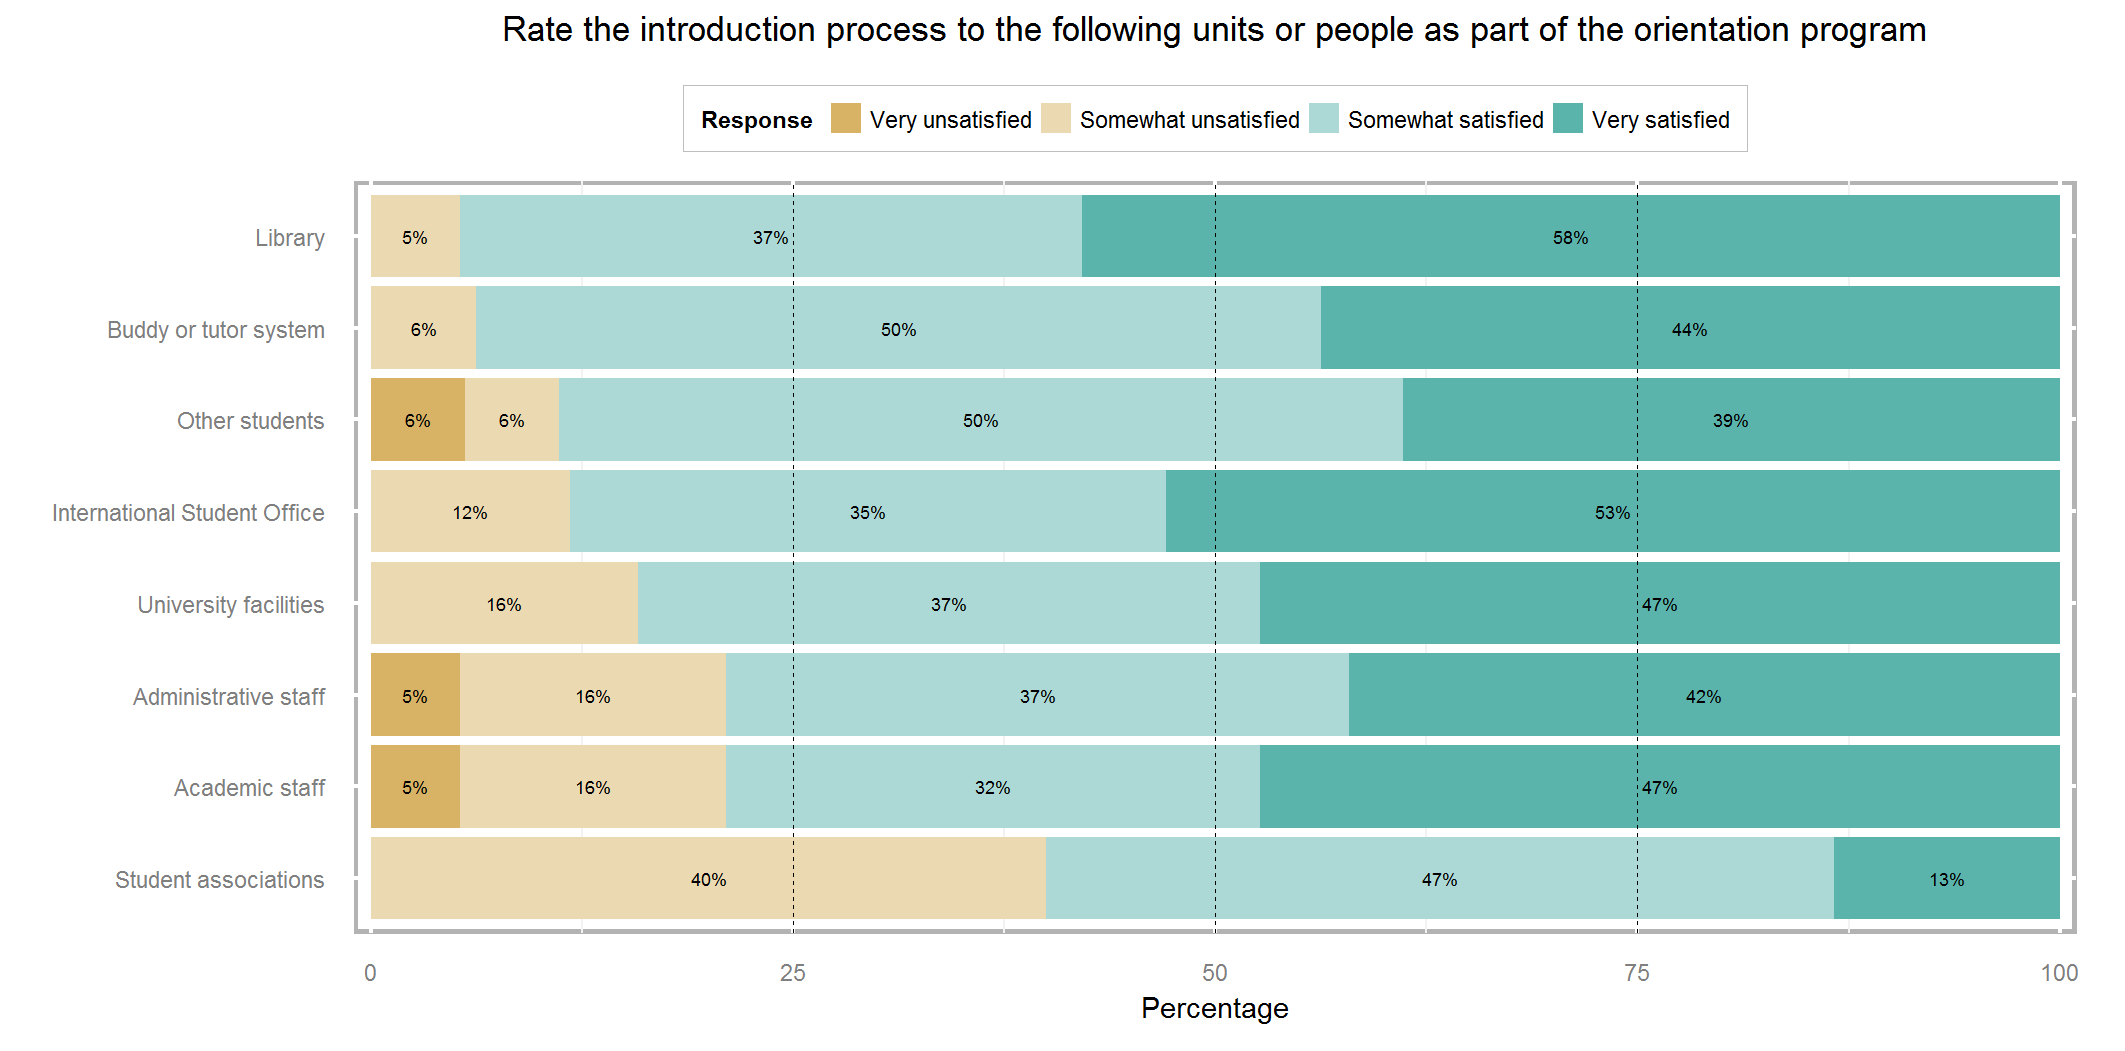 Rate the introduction process to the following units or people as part of the orientation program
Response Very unsatisfied Somewhat unsatisfied Somewhat satisfied Very satisfied
Library 5% 37% 58%
Buddy or tutor system 6% 50% 44%
Other students 6% 6% 50% 39%
International Student Office 12% 35% 53%
University facilities 16% 37% 47%
Administrative staff 5% 16% 37% 42%
Academic staff 5% 16% 32% 47%
Student associations 40% 47% 13%
0 25 50 75 100
Percentage